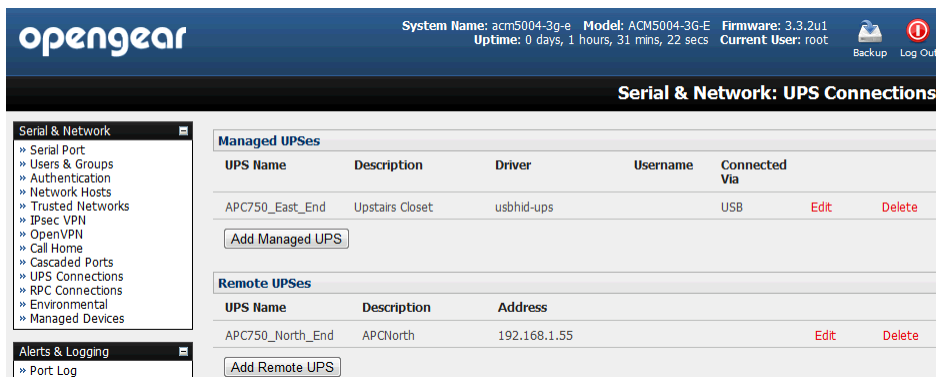 opengear
System Name: acm5004-3g-e Model: ACM5004-3G-E Firmware: 3.3.2u1
Uptime: 0 days, 1 hours, 31 mins, 22 secs Current User: root
Backup Log Out
Serial & Network: UPS Connections
Serial & Network
» Serial Port
» Users & Groups
» Authentication
» Network Hosts
» Trusted Networks
» IPsec VPN
» OpenVPN
» Call Home
» Cascaded Ports
» UPS Connections
» RPC Connections
» Environmental
» Managed Devices
Alerts & Logging
» Port Log
Managed UPSes
UPS Name Description Driver Username Connected Via
APC750_East_End Upstairs Closet usbhid-ups USB Edit Delete
Add Managed UPS
Remote UPSes
UPS Name Description Address
APC750_North_End APCNorth 192.168.1.55 Edit Delete
Add Remote UPS